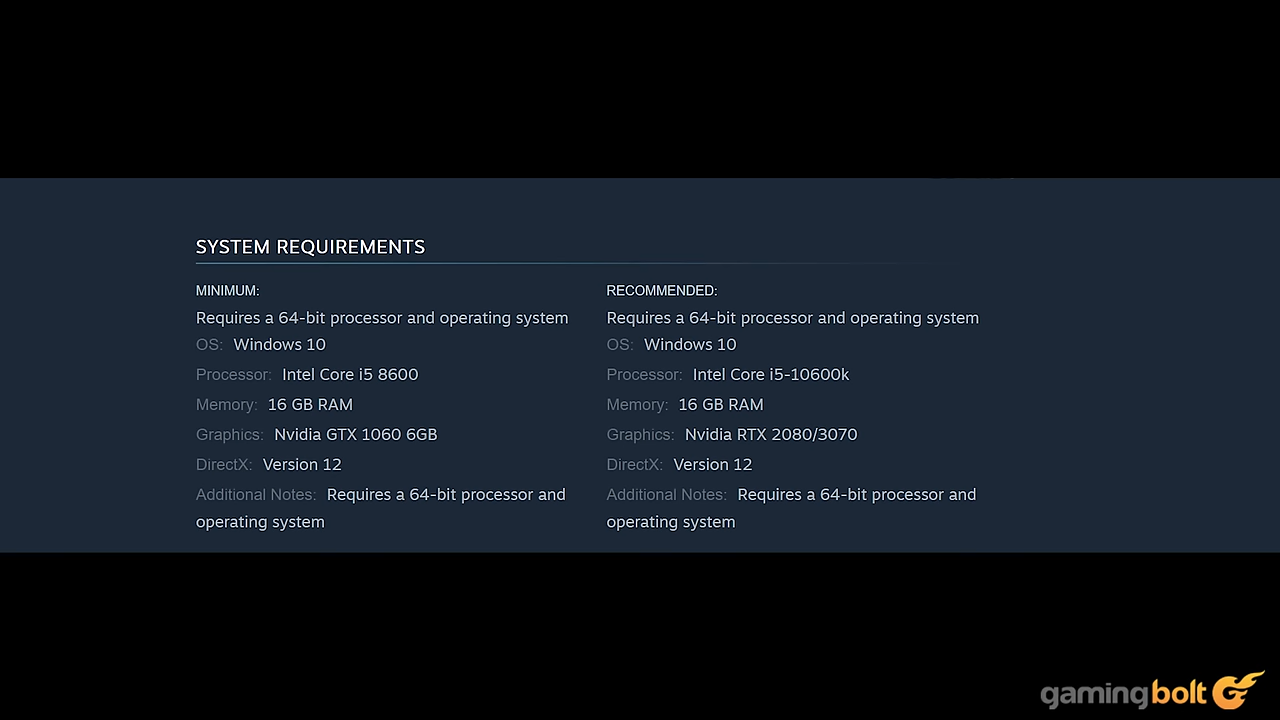 SYSTEM REQUIREMENTS
MINIMUM:
Requires a 64-bit processor and operating system
OS: Windows 10
Processor: Intel Core i5 8600
Memory: 16 GB RAM
Graphics: Nvidia GTX 1060 6GB
DirectX: Version 12
Additional Notes: Requires a 64-bit processor and
operating system
RECOMMENDED:
Requires a 64-bit processor and operating system
OS: Windows 10
Processor: Intel Core i5-10600k
Memory: 16 GB RAM
Graphics: Nvidia RTX 2080/3070
DirectX: Version 12
Additional Notes: Requires a 64-bit processor and
operating system
gamingbolt